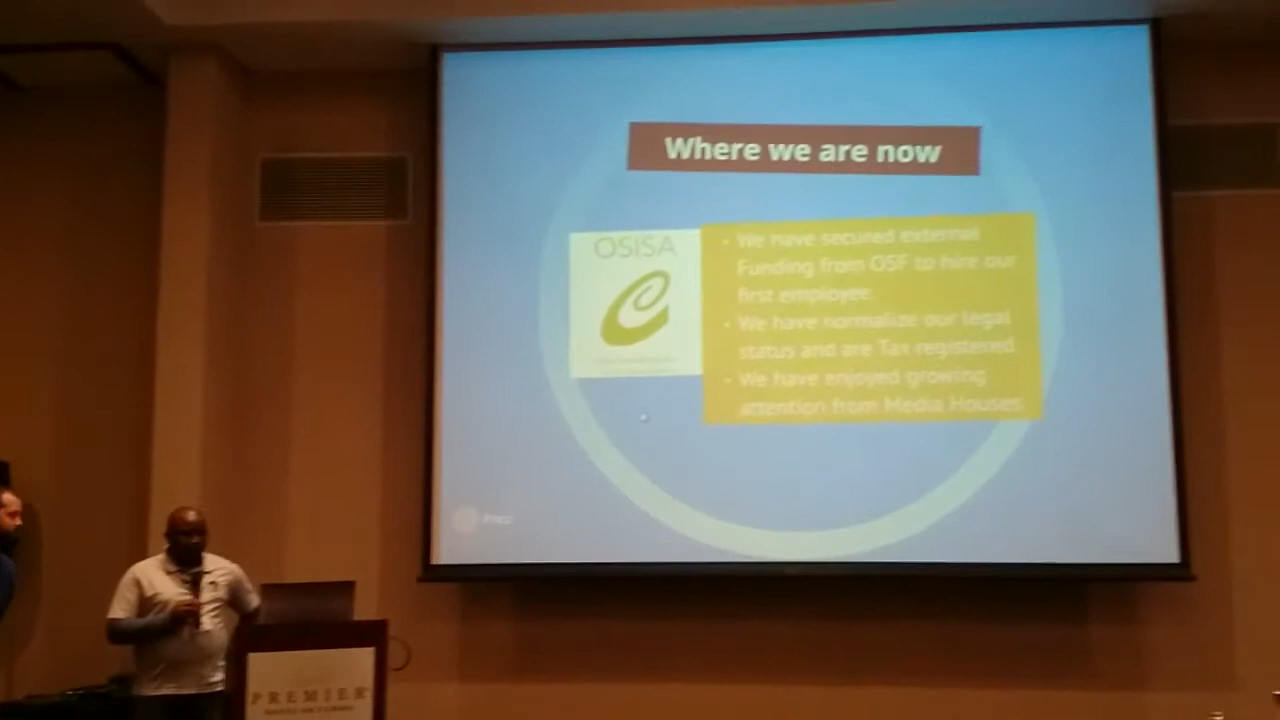 Where we are now
OSISA
- We have secured external
Funding from OSF to hire our
first employee.
- We have normalize our legal
status and are Tax registered
- We have enjoyed growing
attention from Media Houses
PREMIER